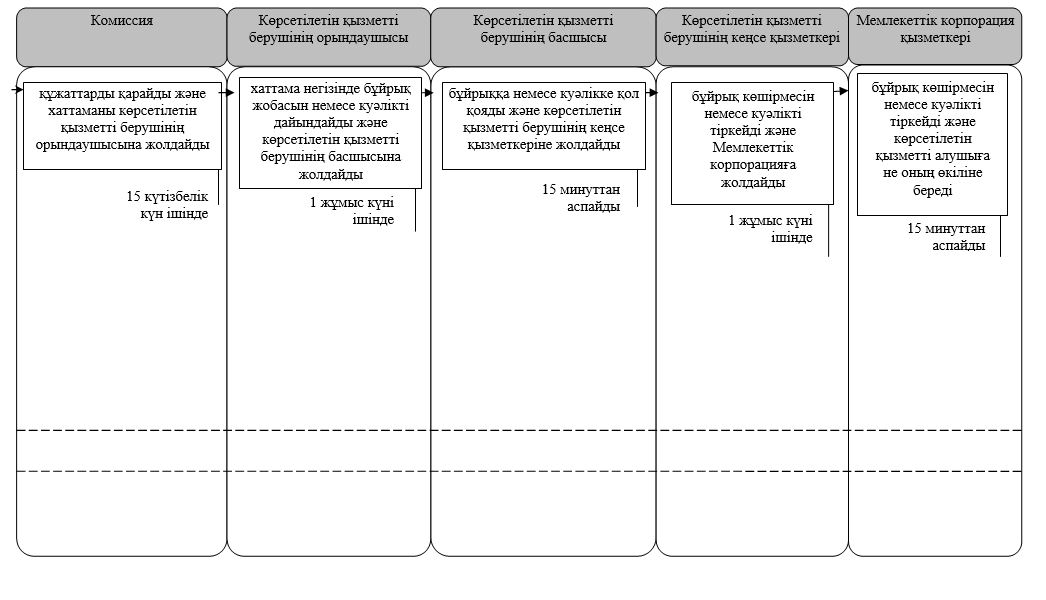 Комиссия
Көрсетілетін қызметті
берушінің орындаушысы
Көрсетілетін қызметті
берушінің басшысы
Көрсетілетін қызметті
берушінің кеңсе қызметкері
Мемлекеттік корпорация
қызметкері
құжаттарды қарайды және
хаттаманы көрсетілетін
қызметті берушінің
орындаушысына жолдайды
15 күтізбелік
күн ішінде
хаттама негізінде бұйрық
жобасын немесе куәлікті
дайындайды және
көрсетілетін қызметті
берушінің басшысына
жолдайды
1 жұмыс күні
ішінде
бұйрыққа немесе куәлікке қол
қояды және көрсетілетін
қызметті берушінің кеңсе
қызметкеріне жолдайды
15 минуттан
аспайды
бұйрық көшірмесін
немесе куәлікті
тіркейді және
Мемлекеттік
корпорацияға
жолдайды
1 жұмыс күні
ішінде
бұйрық көшірмесін
немесе куәлікті
тіркейді және
көрсетілетін
қызметті алушыға
не оның өкіліне
береді
15 минуттан
аспайды